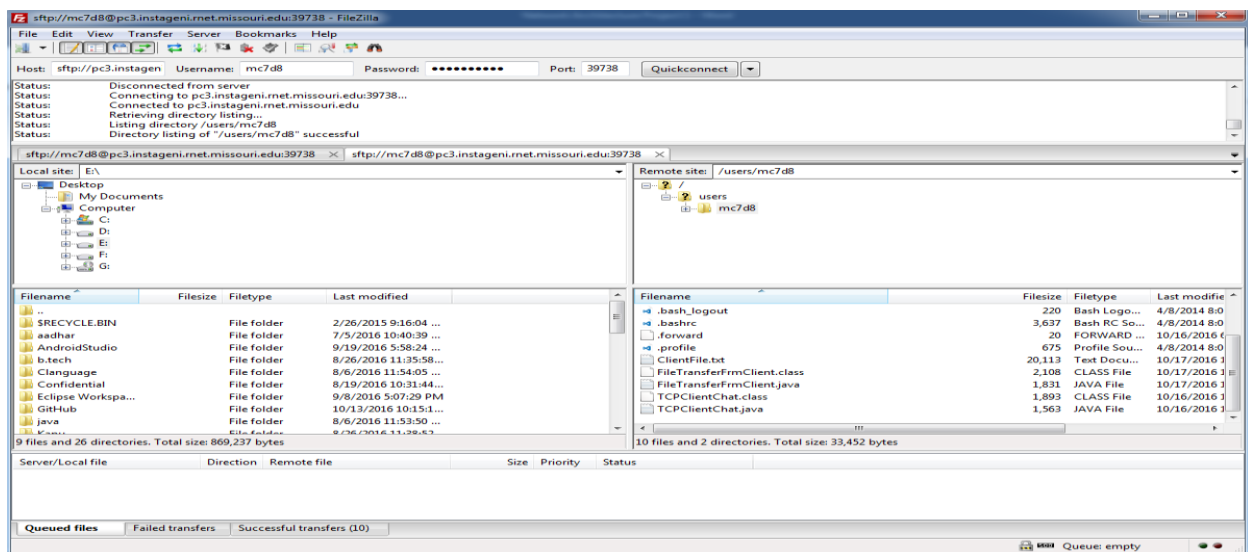 sftp://mc7d8@pc3.instageni.rnet.missouri.edu:39738 - FileZilla
File Edit View Transfer Server Bookmarks Help
Host: sftp://pc3.instagen Username: mc7d8 Password: •••••••••• Port: 39738 Quickconnect
Status: Disconnected from server
Status: Connecting to pc3.instageni.rnet.missouri.edu:39738...
Status: Connected to pc3.instageni.rnet.missouri.edu
Status: Retrieving directory listing...
Status: Listing directory /users/mc7d8
Status: Directory listing of "/users/mc7d8" successful
sftp://mc7d8@pc3.instageni.rnet.missouri.edu:39738 sftp://mc7d8@pc3.instageni.rnet.missouri.edu:39738
Local site: E:\
Desktop
My Documents
Computer
C:
D:
E:
F:
G:
Remote site: /users/mc7d8
/
users
mc7d8
Filename Filesize Filetype Last modified
..
$RECYCLE.BIN File folder 2/26/2015 9:16:04 ...
aadhar File folder 7/5/2016 10:40:39 ...
AndroidStudio File folder 9/19/2016 5:58:24 ...
b.tech File folder 8/26/2016 11:35:58...
Clanguage File folder 8/6/2016 11:54:05 ...
Confidential File folder 8/19/2016 10:31:44...
Eclipse Workspa... File folder 9/8/2016 5:07:29 PM
GitHub File folder 10/13/2016 10:15:1...
java File folder 8/6/2016 11:53:50 ...
9 files and 26 directories. Total size: 869,237 bytes
Filename Filesize Filetype Last modifie
.bash_logout 220 Bash Logo... 4/8/2014 8:0
.bashrc 3,637 Bash RC So... 4/8/2014 8:0
.forward 20 FORWARD ... 10/16/2016 6
.profile 675 Profile Sou... 4/8/2014 8:0
ClientFile.txt 20,113 Text Docu... 10/17/2016 1
FileTransferFrmClient.class 2,108 CLASS File 10/17/2016 1
FileTransferFrmClient.java 1,831 JAVA File 10/17/2016 1
TCPClientChat.class 1,893 CLASS File 10/16/2016 1
TCPClientChat.java 1,563 JAVA File 10/16/2016 1
10 files and 2 directories. Total size: 33,452 bytes
Server/Local file Direction Remote file Size Priority Status
Queued files Failed transfers Successful transfers (10)
Queue: empty